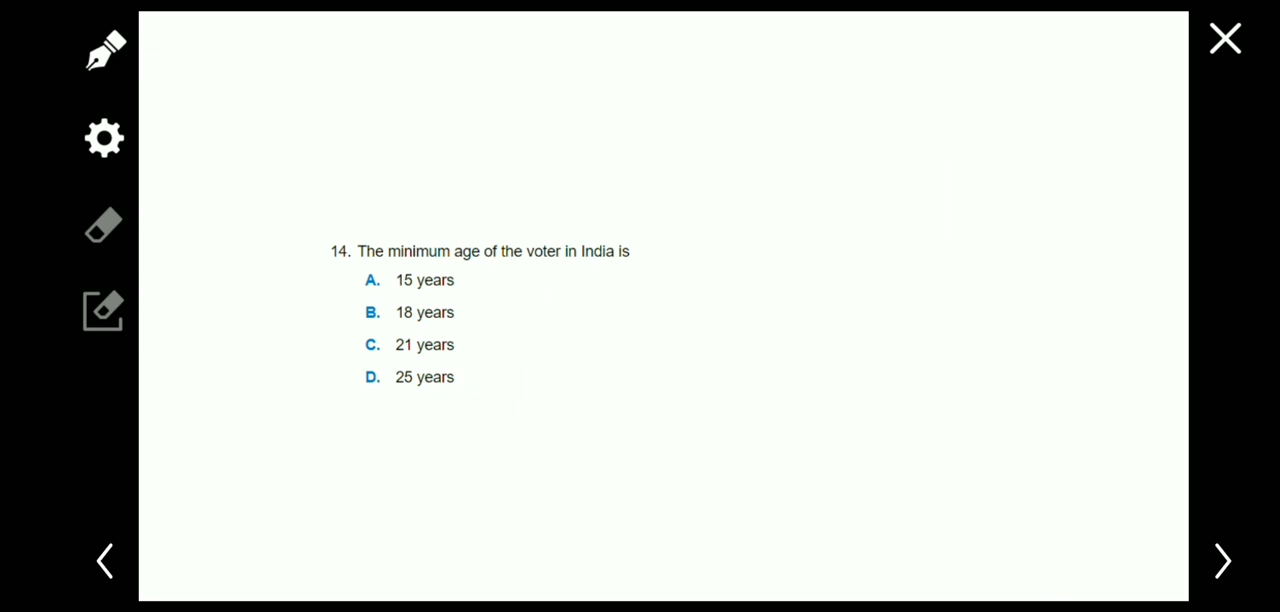 14. The minimum age of the voter in India is
A. 15 years
B. 18 years
C. 21 years
D. 25 years